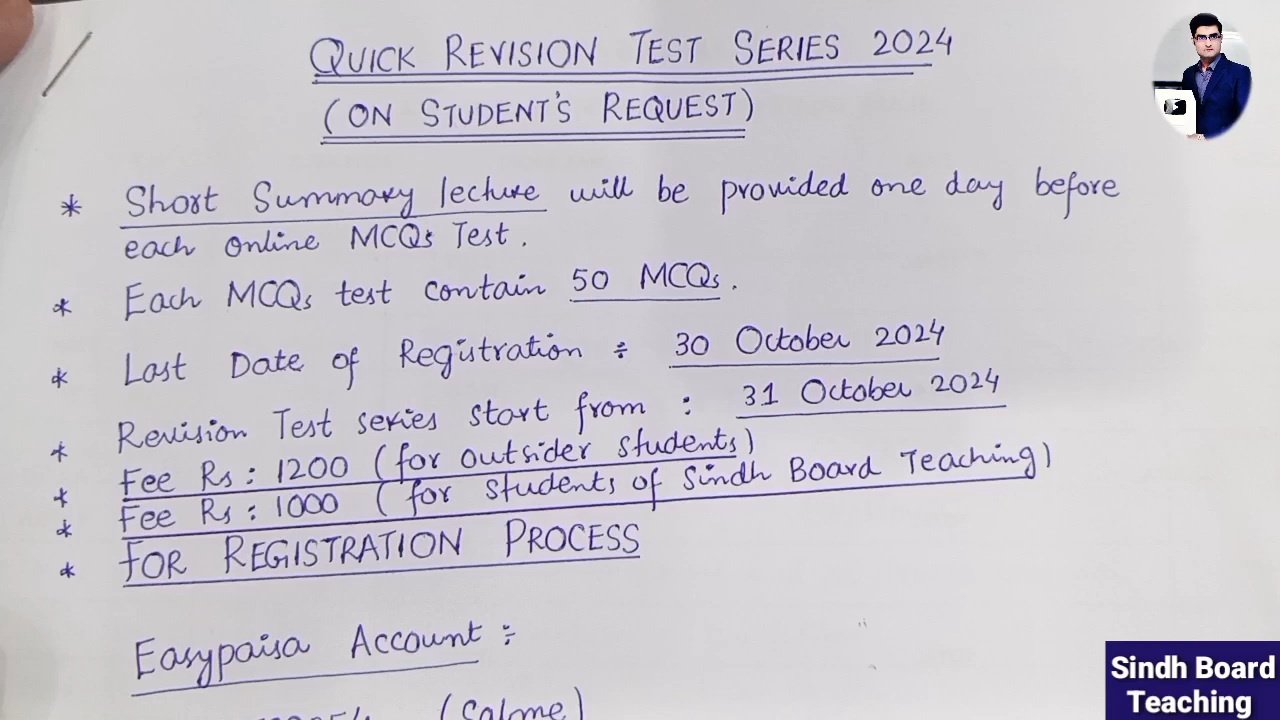 QUICK REVISION TEST SERIES 2024
(ON STUDENT'S REQUEST)
* Short Summary lecture will be provided one day before
each online MCQs Test.
* Each MCQs test contain 50 MCQs.
* Last Date of Registration ÷ 30 October 2024
* Revision Test series start from : 31 October 2024
* Fee Rs : 1200 (for outsider students)
* Fee Rs : 1000 (for students of Sindh Board Teaching)
* FOR REGISTRATION PROCESS
Easypaisa Account ÷
Sindh Board
Teaching